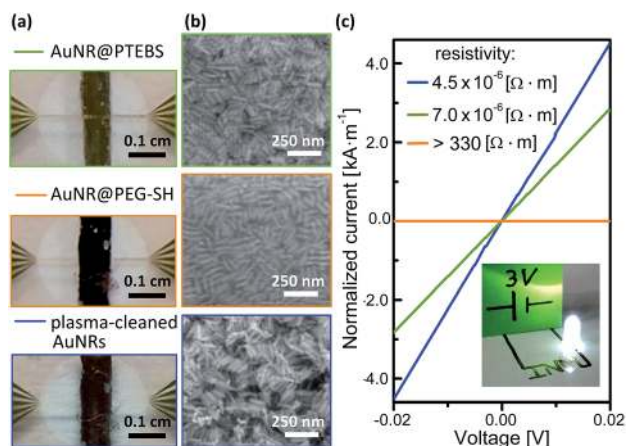 (a)
(b)
(c)
AuNR@PTEBS
0.1 cm
250 nm
AuNR@PEG-SH
0.1 cm
250 nm
plasma-cleaned
AuNRs
0.1 cm
250 nm
Normalized current [kA·m⁻¹]
4.0
2.0
0.0
-2.0
-4.0
resistivity:
4.5 x 10⁻⁶ [Ω · m]
7.0 x 10⁻⁶ [Ω · m]
> 330 [Ω · m]
3V
-0.02
0.00
0.02
Voltage [V]